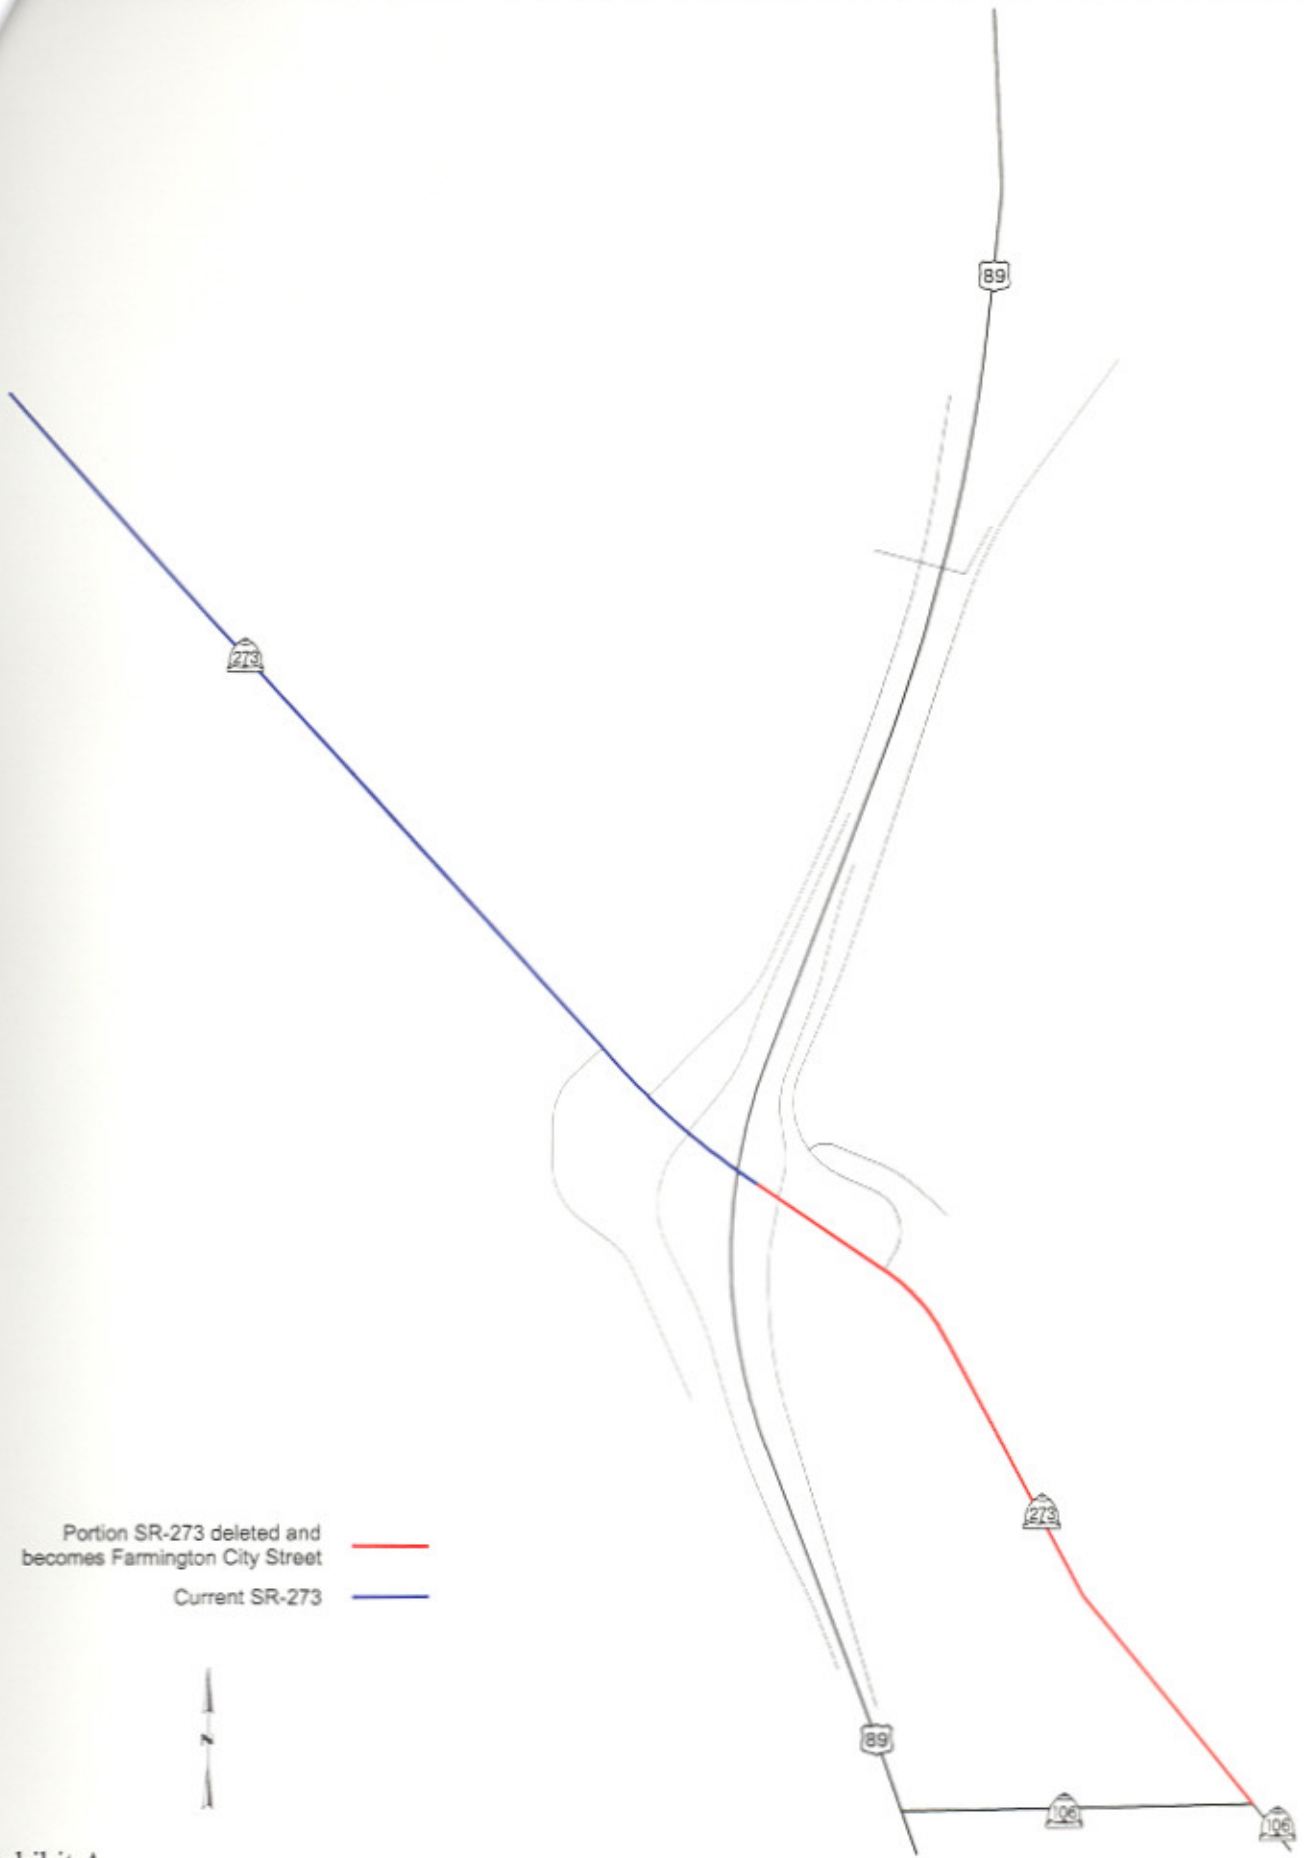 89
273
Portion SR-273 deleted and
becomes Farmington City Street
Current SR-273
273
N
89
106
106